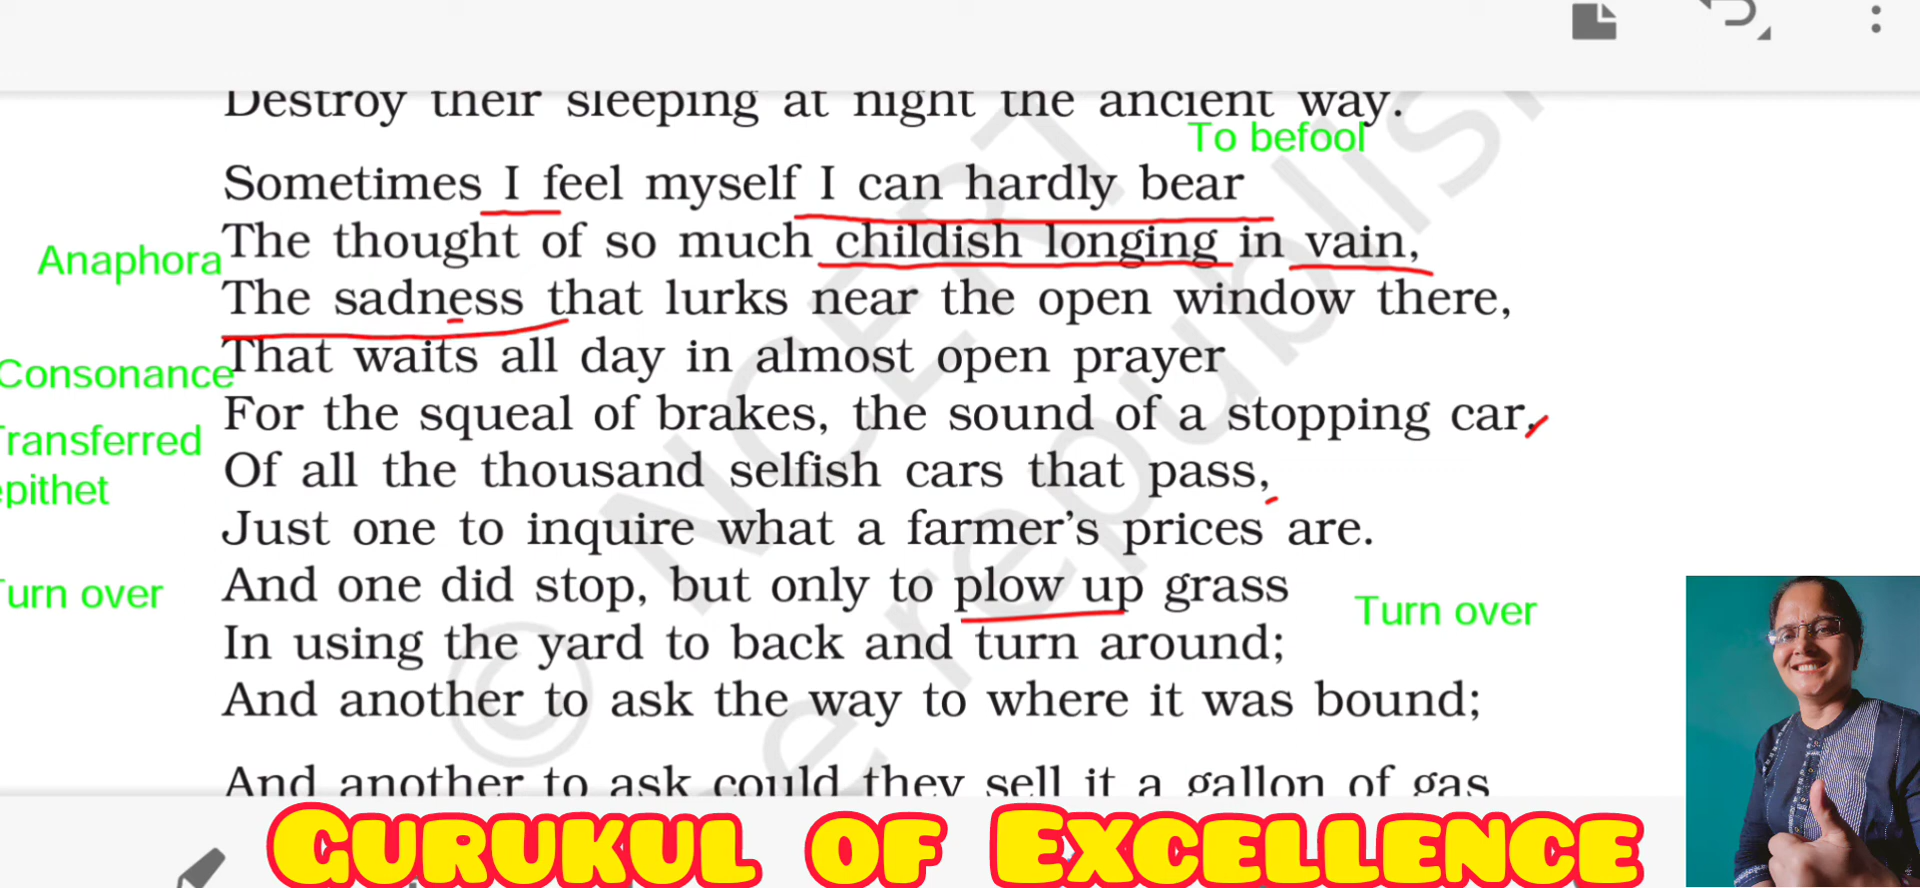 Destroy their sleeping at night the ancient way.
To befool
Sometimes I feel myself I can hardly bear
The thought of so much childish longing in vain,
Anaphora
The sadness that lurks near the open window there,
That waits all day in almost open prayer
Consonance
For the squeal of brakes, the sound of a stopping car,
Transferred
Of all the thousand selfish cars that pass,
epithet
Just one to inquire what a farmer's prices are.
And one did stop, but only to plow up grass
Turn over
Turn over
In using the yard to back and turn around;
And another to ask the way to where it was bound;
And another to ask could they sell it a gallon of gas
© NCERT
e republis
GURUKUL OF EXCELLENCE